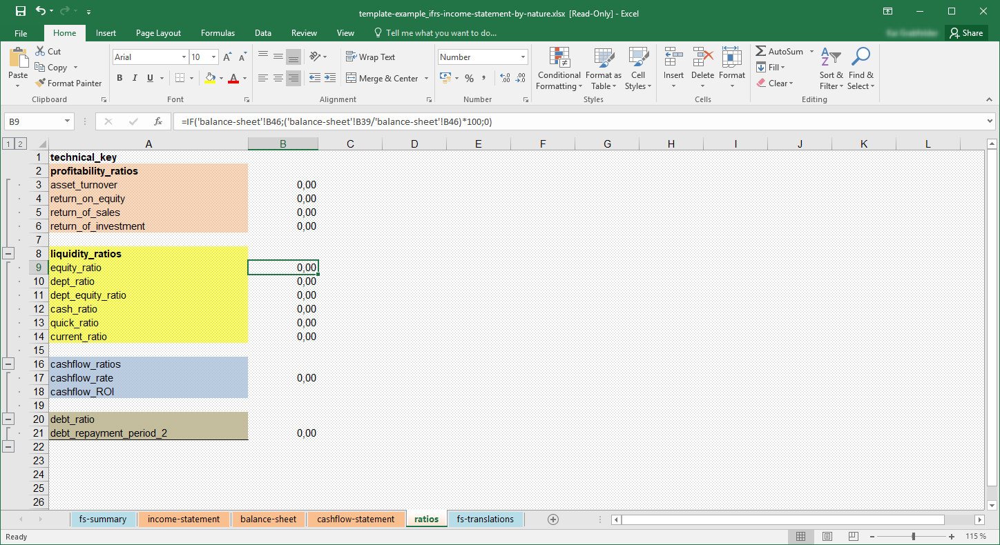 template-example_ifrs-income-statement-by-nature.xlsx [Read-Only] - Excel
File Home Insert Page Layout Formulas Data Review View Tell me what you want to do... Share
Paste
Cut
Copy
Format Painter
Clipboard
Arial 10
B I U
Font
Wrap Text
Merge & Center
Alignment
Number
% ,
Number
Conditional Formatting
Format as Table
Cell Styles
Styles
Insert Delete Format
Cells
AutoSum
Fill
Clear
Sort & Filter
Find & Select
Editing
B9 fx =IF('balance-sheet'!B46;('balance-sheet'!B39/'balance-sheet'!B46)*100;0)
1 2 A B C D E F G H I J K L
1 technical_key
2 profitability_ratios
3 asset_turnover 0,00
4 return_on_equity 0,00
5 return_of_sales 0,00
6 return_of_investment 0,00
7
8 liquidity_ratios
9 equity_ratio 0,00
10 dept_ratio 0,00
11 dept_equity_ratio 0,00
12 cash_ratio 0,00
13 quick_ratio 0,00
14 current_ratio 0,00
15
16 cashflow_ratios
17 cashflow_rate 0,00
18 cashflow_ROI
19
20 debt_ratio
21 debt_repayment_period_2 0,00
22
23
24
25
26
fs-summary income-statement balance-sheet cashflow-statement ratios fs-translations
Ready 115 %